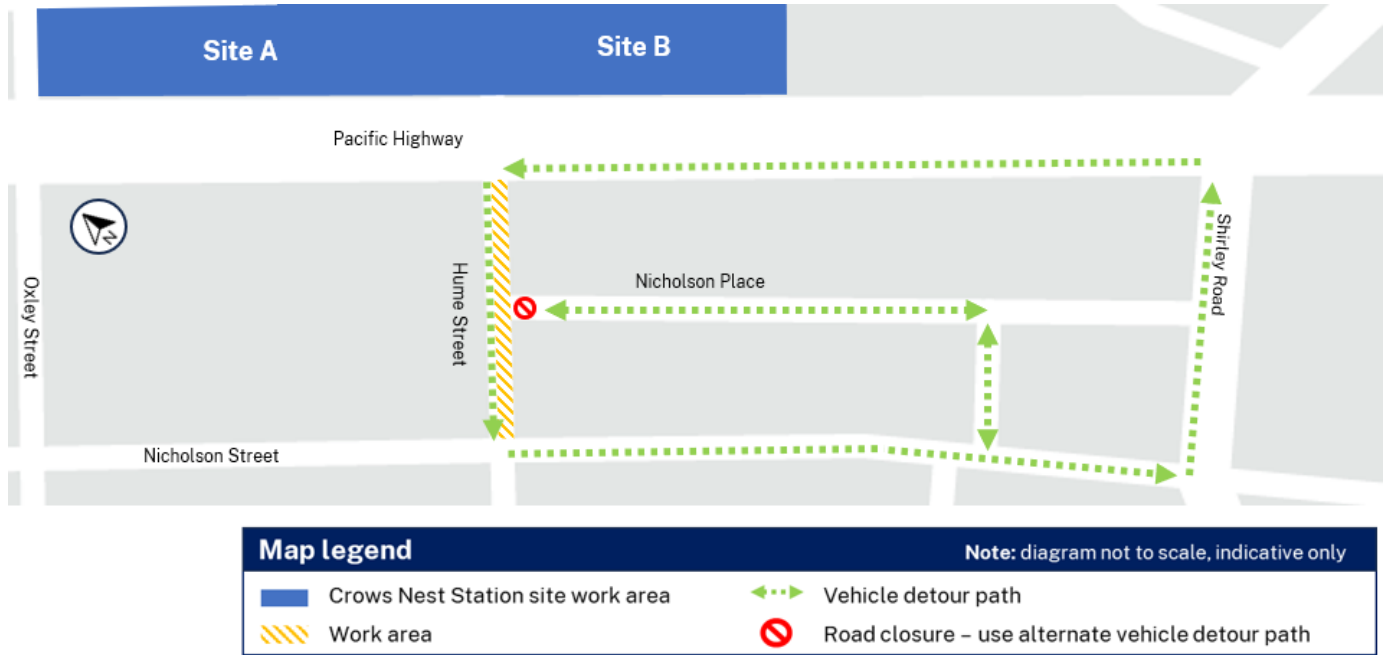 Site A
Site B
Pacific Highway
Oxley Street
Hume Street
Nicholson Place
Shirley Road
N
Nicholson Street
Map legend
Note: diagram not to scale, indicative only
Crows Nest Station site work area
Vehicle detour path
Work area
Road closure – use alternate vehicle detour path